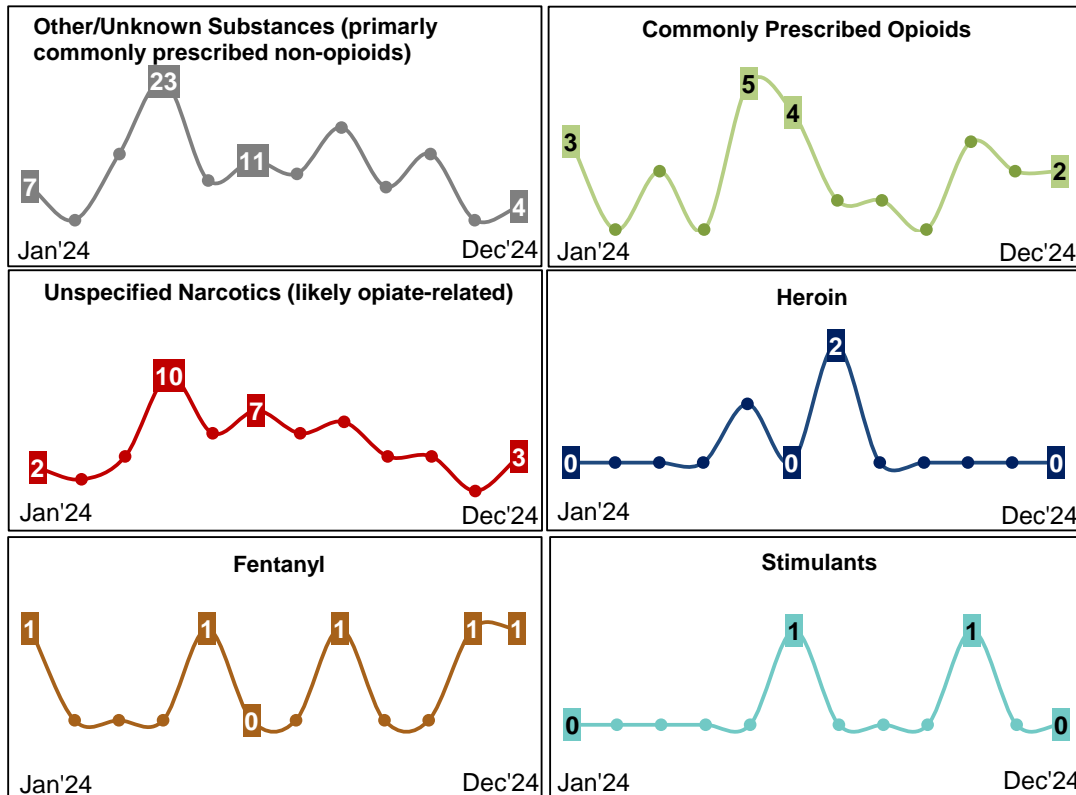 Other/Unknown Substances (primarly
commonly prescribed non-opioids)
23
7
11
4
Jan'24
Dec'24
Commonly Prescribed Opioids
5
4
3
2
Jan'24
Dec'24
Unspecified Narcotics (likely opiate-related)
10
7
2
3
Jan'24
Dec'24
Heroin
2
0
0
0
Jan'24
Dec'24
Fentanyl
1
1
1
1
1
0
Jan'24
Dec'24
Stimulants
1
1
0
0
Jan'24
Dec'24